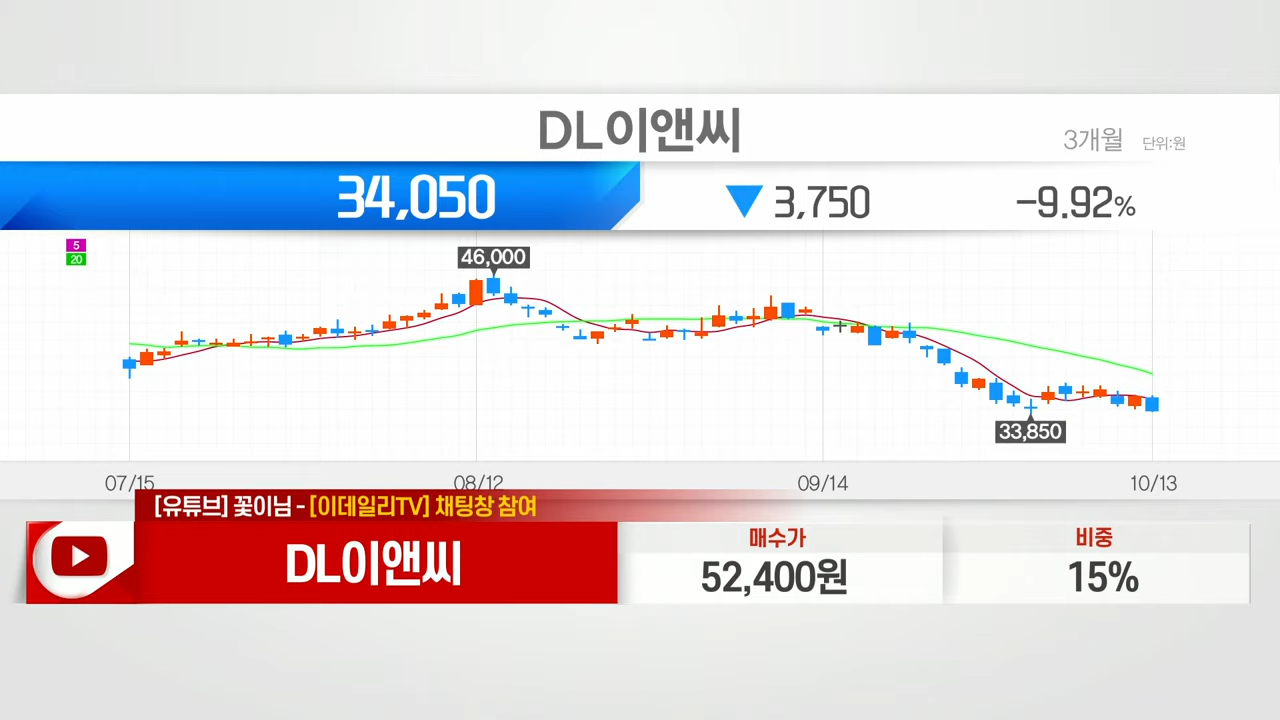 DL이앤씨
3개월 단위:원
34,050 ▼ 3,750 -9.92%
5
20
46,000
33,850
07/15 08/12 09/14 10/13
[유튜브] 꽃이님 - [이데일리TV] 채팅창 참여
DL이앤씨
매수가
52,400원
비중
15%